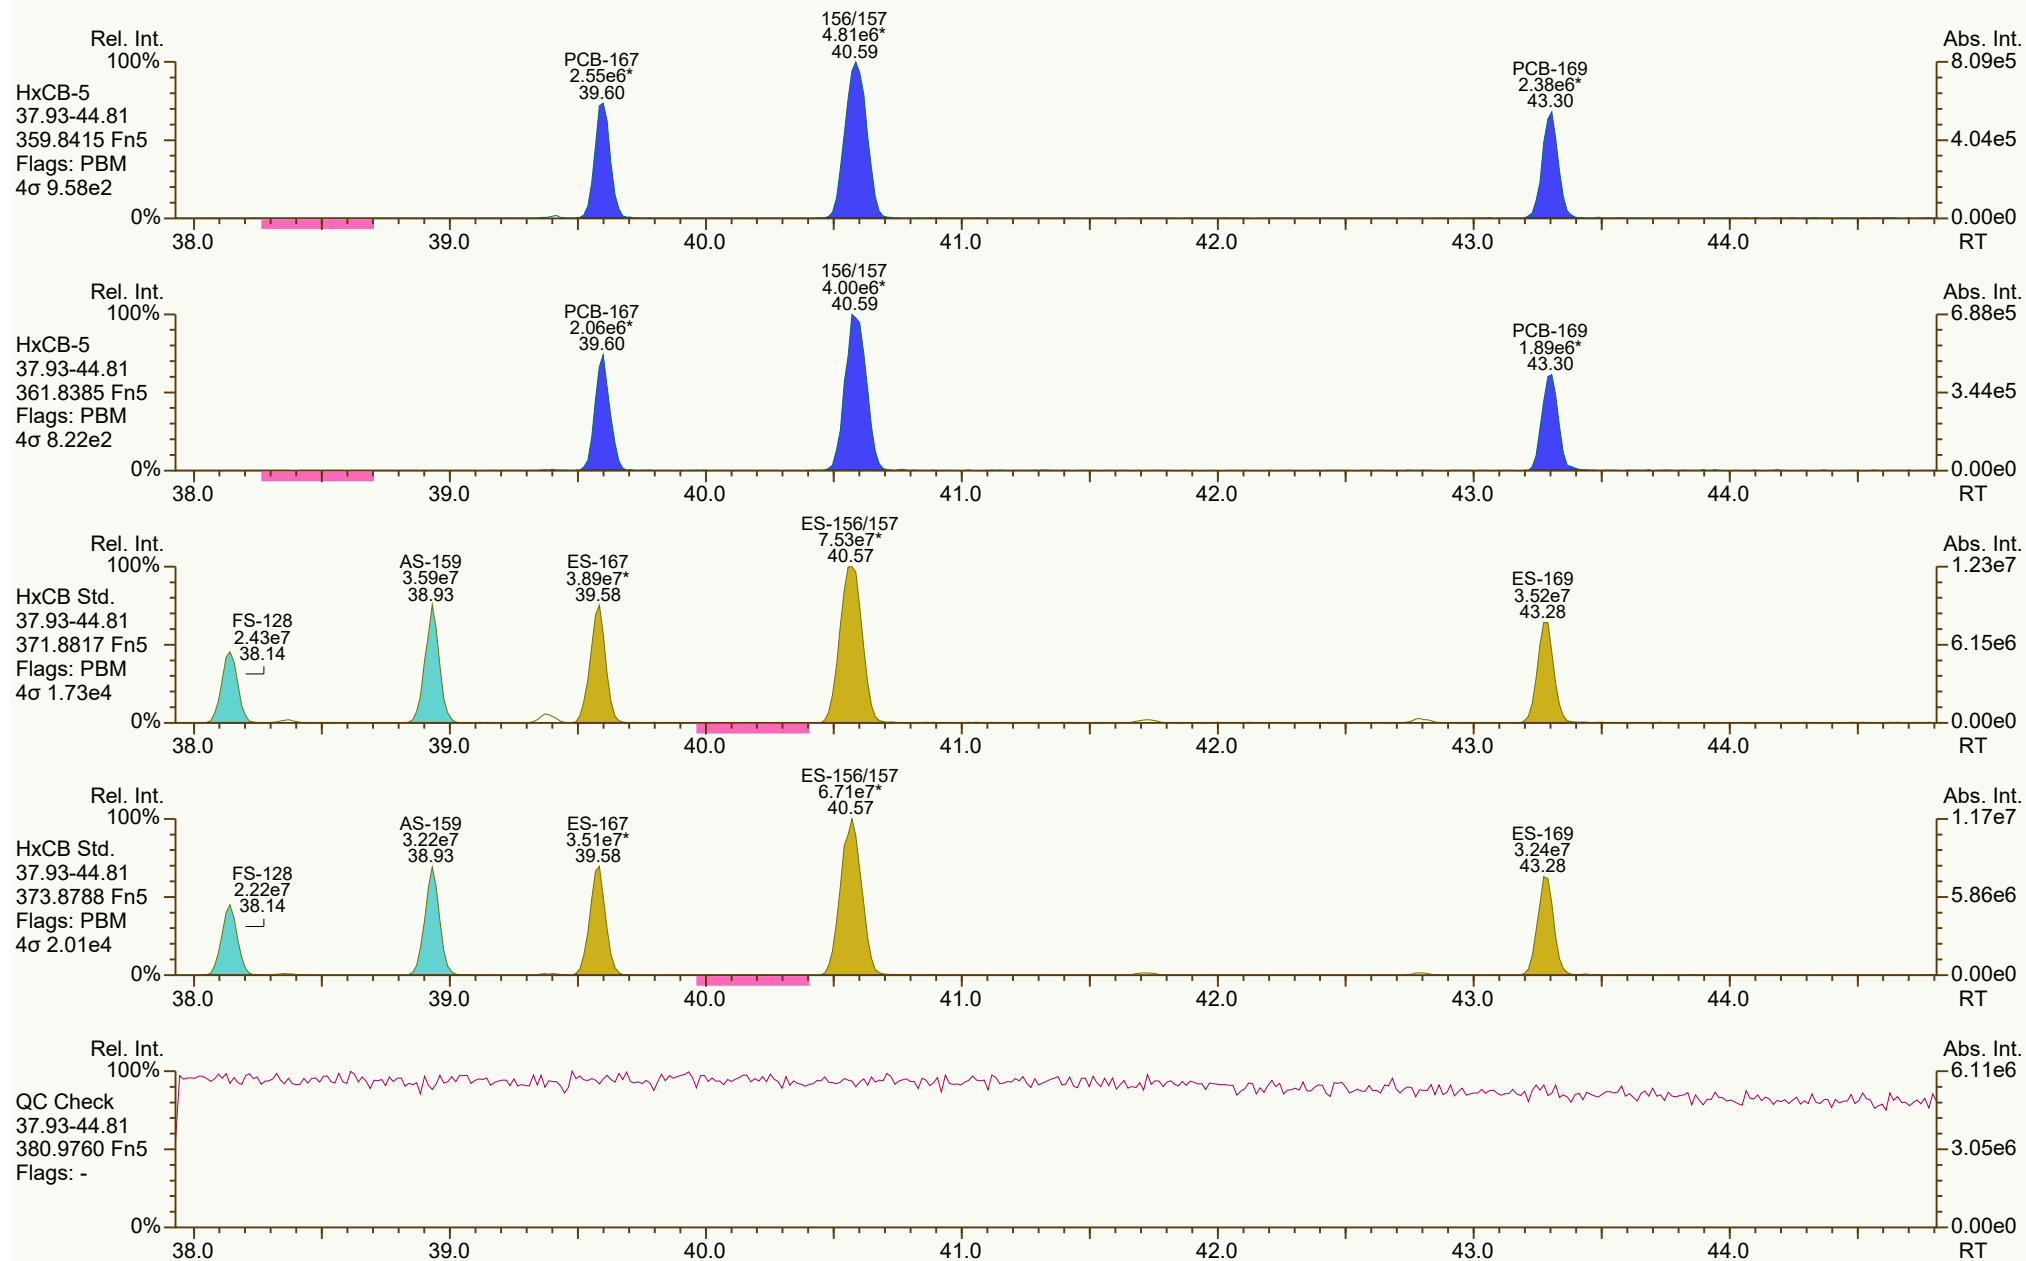 156/157
4.81e6*
40.59
Rel. Int.
Abs. Int.
100%
PCB-167
2.55e6*
39.60
PCB-169
2.38e6*
43.30
8.09e5
HxCB-5
37.93-44.81
359.8415 Fn5
Flags: PBM
4σ 9.58e2
4.04e5
0%
0.00e0
38.0 39.0 40.0 41.0 42.0 43.0 44.0 RT
156/157
4.00e6*
40.59
Rel. Int.
Abs. Int.
100%
PCB-167
2.06e6*
39.60
PCB-169
1.89e6*
43.30
6.88e5
HxCB-5
37.93-44.81
361.8385 Fn5
Flags: PBM
4σ 8.22e2
3.44e5
0%
0.00e0
38.0 39.0 40.0 41.0 42.0 43.0 44.0 RT
ES-156/157
7.53e7*
40.57
Rel. Int.
Abs. Int.
100%
AS-159
3.59e7
38.93
ES-167
3.89e7*
39.58
ES-169
3.52e7
43.28
1.23e7
HxCB Std.
37.93-44.81
371.8817 Fn5
Flags: PBM
4σ 1.73e4
FS-128
2.43e7
38.14
6.15e6
0%
0.00e0
38.0 39.0 40.0 41.0 42.0 43.0 44.0 RT
ES-156/157
6.71e7*
40.57
Rel. Int.
Abs. Int.
100%
AS-159
3.22e7
38.93
ES-167
3.51e7*
39.58
ES-169
3.24e7
43.28
1.17e7
HxCB Std.
37.93-44.81
373.8788 Fn5
Flags: PBM
4σ 2.01e4
FS-128
2.22e7
38.14
5.86e6
0%
0.00e0
38.0 39.0 40.0 41.0 42.0 43.0 44.0 RT
Rel. Int.
Abs. Int.
100%
6.11e6
QC Check
37.93-44.81
380.9760 Fn5
Flags: -
3.05e6
0%
0.00e0
38.0 39.0 40.0 41.0 42.0 43.0 44.0 RT